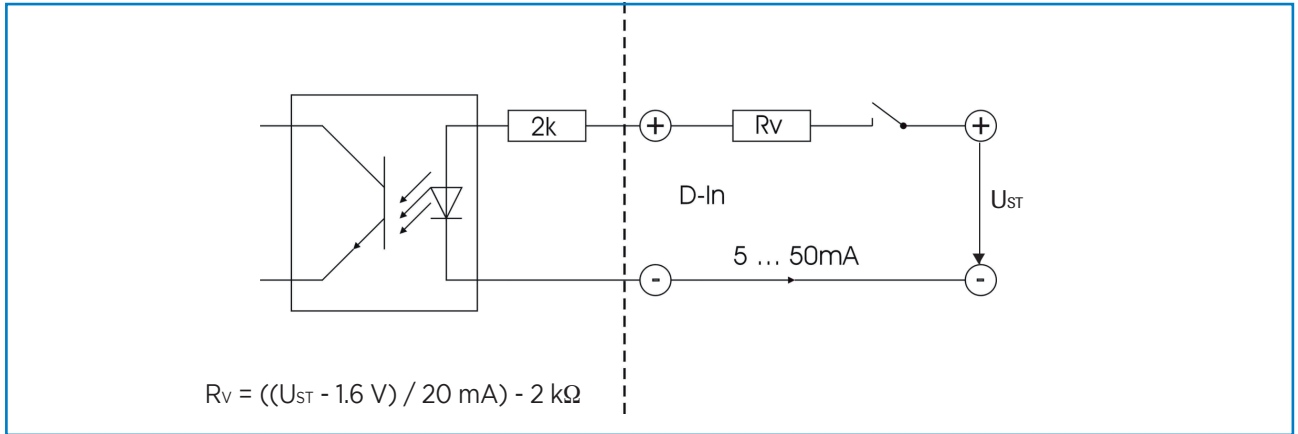 2k
+
Rv
+
D-In
UST
5 ... 50mA
-
-
RV = ((UST - 1.6 V) / 20 mA) - 2 kΩ